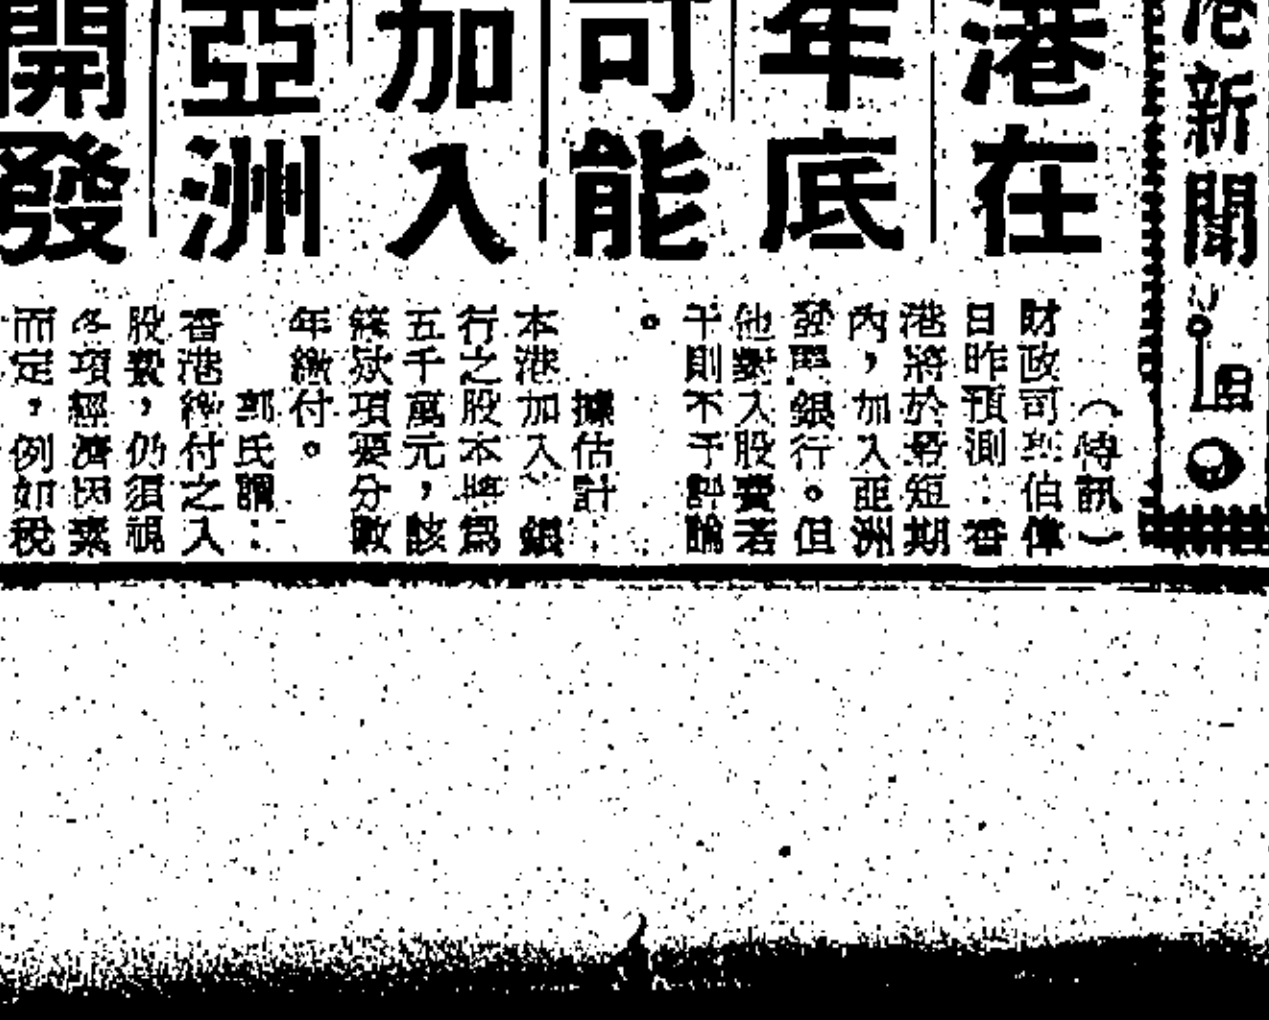 港新聞
港在
年底
可能
加入
亞洲
開發
（特訊）
財政司郭伯偉
日昨預測：香
港將於最短期
內，加入亞洲
發展銀行。但
他對入股費若
干則不予評論
。
據估計：
本港加入銀
行之股本將為
五千萬元，該
筆款項要分數
年繳付。
郭氏謂：
香港繳付之入
股費，仍須視
各項經濟因素
而定，例如稅